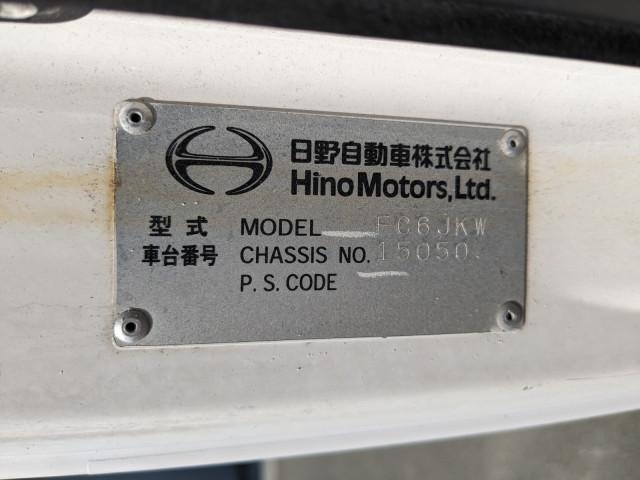 日野自動車株式会社
Hino Motors, Ltd.
型式 MODEL FC6JKW
車台番号 CHASSIS NO. 15050
P. S. CODE